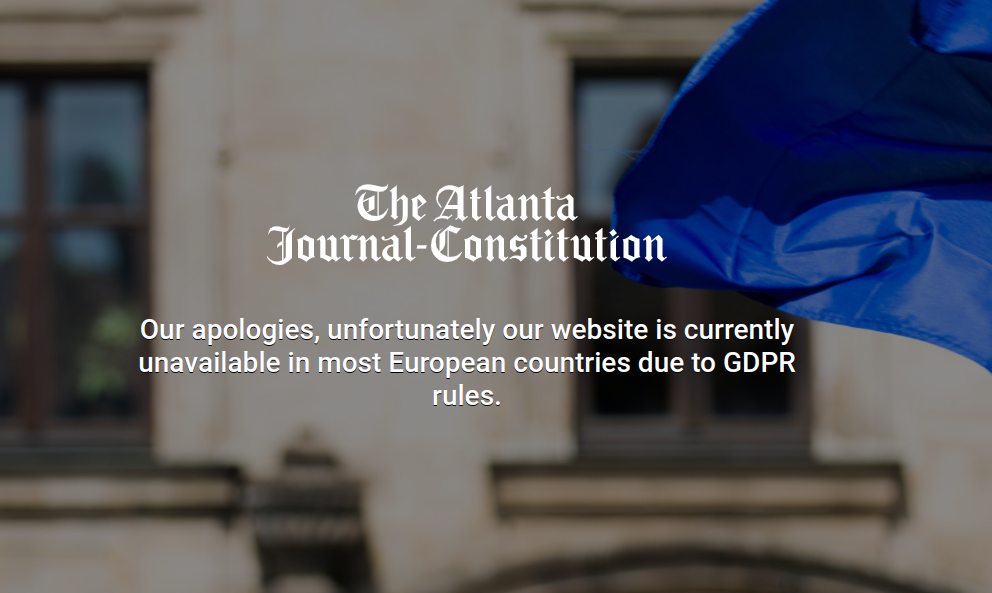 The Atlanta
Journal-Constitution
Our apologies, unfortunately our website is currently
unavailable in most European countries due to GDPR
rules.